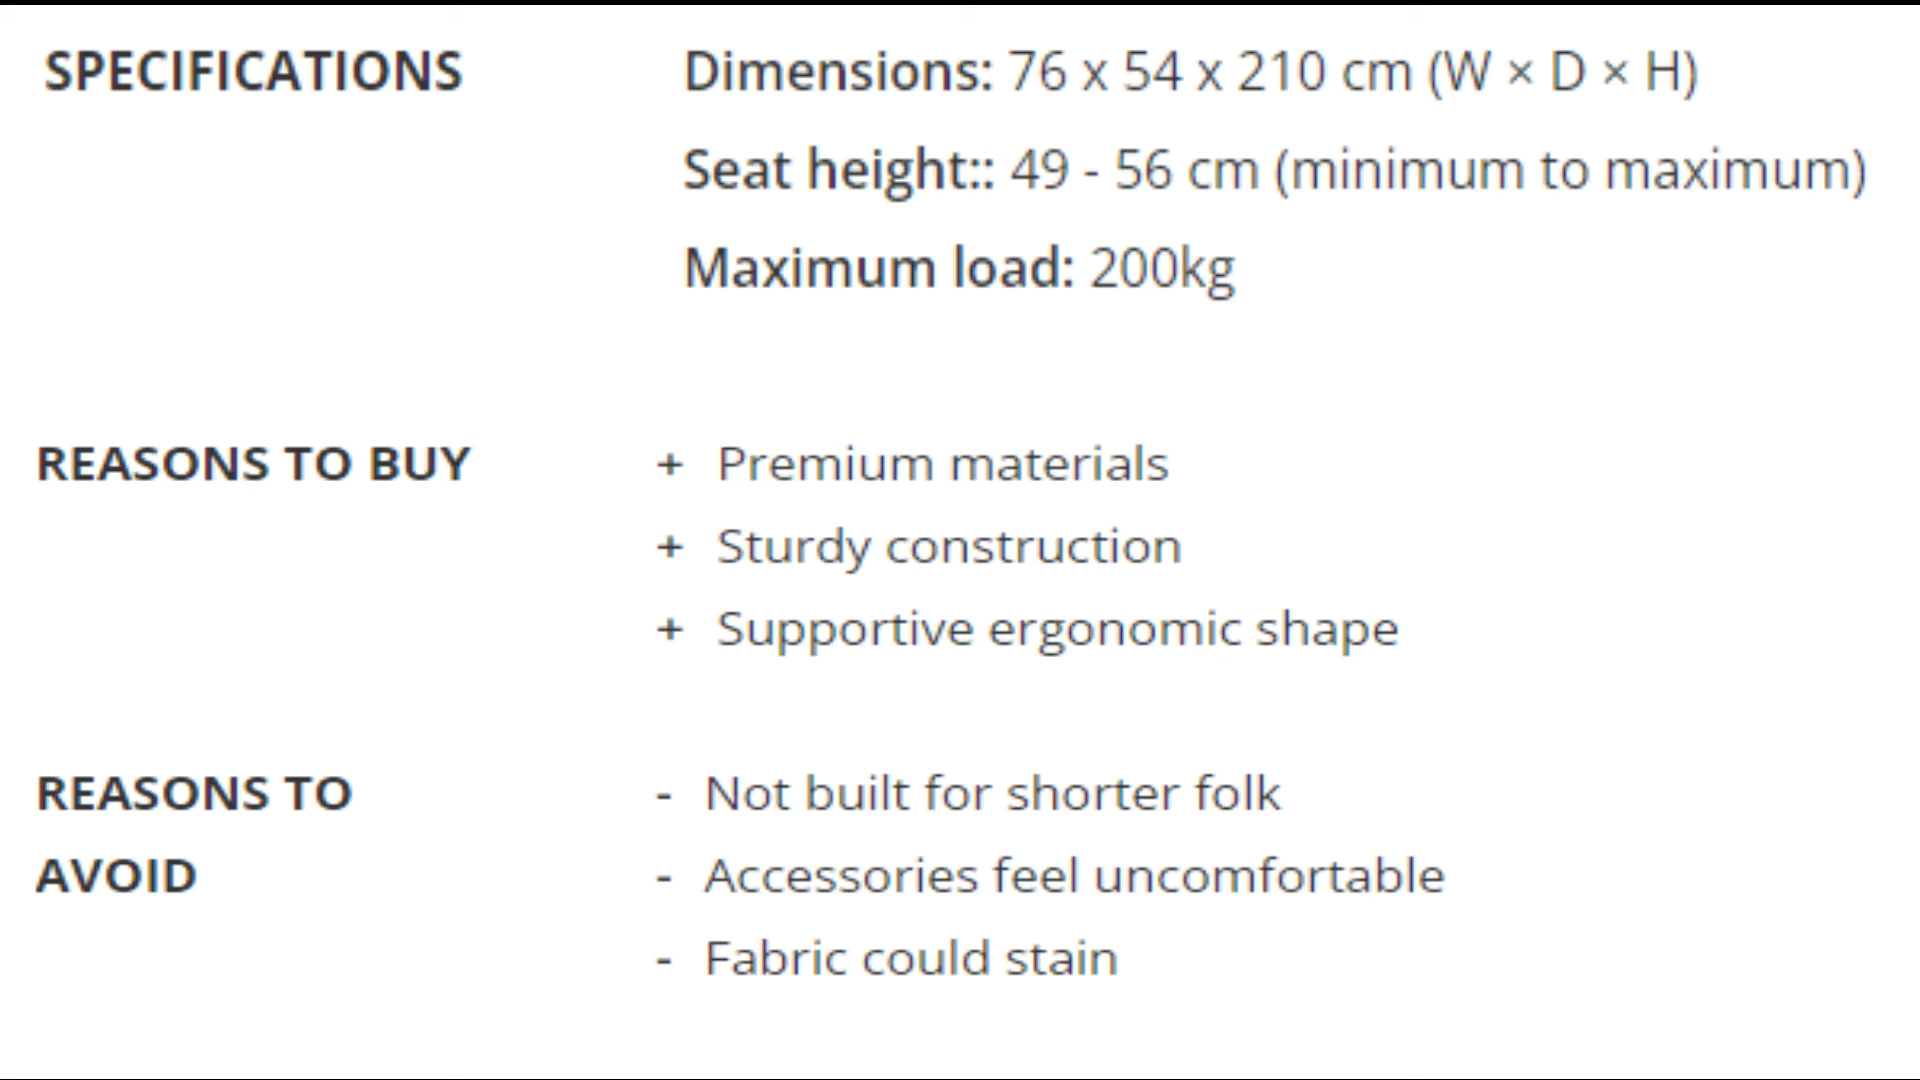 SPECIFICATIONS
Dimensions: 76 x 54 x 210 cm (W × D × H)
Seat height:: 49 - 56 cm (minimum to maximum)
Maximum load: 200kg
REASONS TO BUY
+ Premium materials
+ Sturdy construction
+ Supportive ergonomic shape
REASONS TO
AVOID
- Not built for shorter folk
- Accessories feel uncomfortable
- Fabric could stain